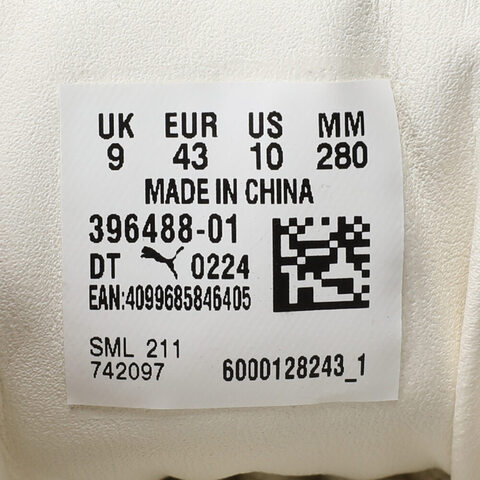 UK EUR US MM
9 43 10 280
MADE IN CHINA
396488-01
DT 0224
EAN:4099685846405
SML 211
742097 6000128243_1